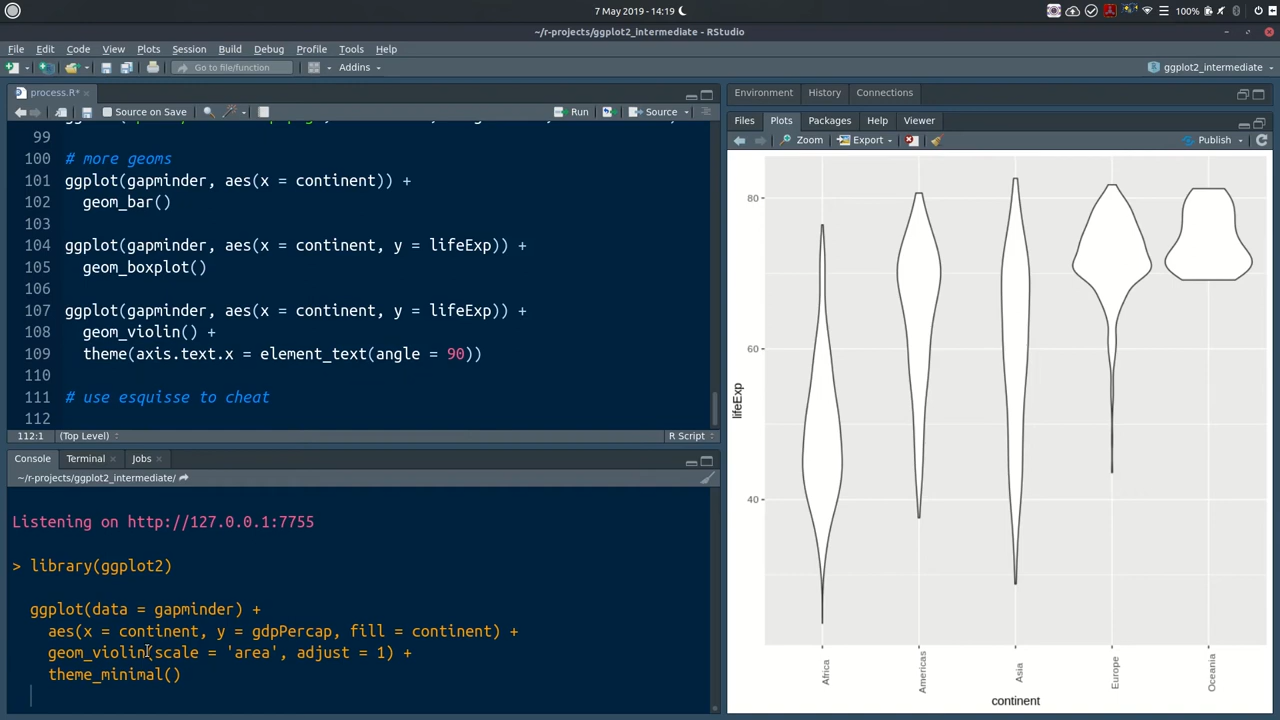 7 May 2019 - 14:19
100%
~/r-projects/ggplot2_intermediate - RStudio
File Edit Code View Plots Session Build Debug Profile Tools Help
Go to file/function Addins
ggplot2_intermediate
process.R*
Source on Save
Run
Source
99
100 # more geoms
101 ggplot(gapminder, aes(x = continent)) +
102 geom_bar()
103
104 ggplot(gapminder, aes(x = continent, y = lifeExp)) +
105 geom_boxplot()
106
107 ggplot(gapminder, aes(x = continent, y = lifeExp)) +
108 geom_violin() +
109 theme(axis.text.x = element_text(angle = 90))
110
111 # use esquisse to cheat
112
112:1 (Top Level) R Script
Console Terminal Jobs
~/r-projects/ggplot2_intermediate/
Listening on http://127.0.0.1:7755
> library(ggplot2)
ggplot(data = gapminder) +
aes(x = continent, y = gdpPercap, fill = continent) +
geom_violin(scale = 'area', adjust = 1) +
theme_minimal()
Environment History Connections
Files Plots Packages Help Viewer
Zoom Export Publish
80
60
40
lifeExp
Africa
Americas
Asia
Europe
Oceania
continent